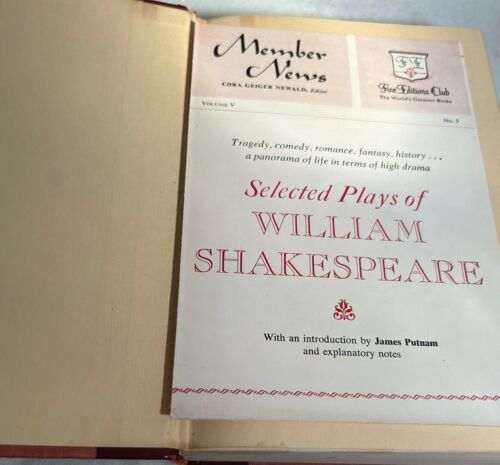 Member
News
CORA GEIGER NEWALD, Editor
Fine Editions Club
The World's Greatest Books
VOLUME V
No. 5
Tragedy, comedy, romance, fantasy, history . . .
a panorama of life in terms of high drama
Selected Plays of
WILLIAM
SHAKESPEARE
With an introduction by James Putnam
and explanatory notes